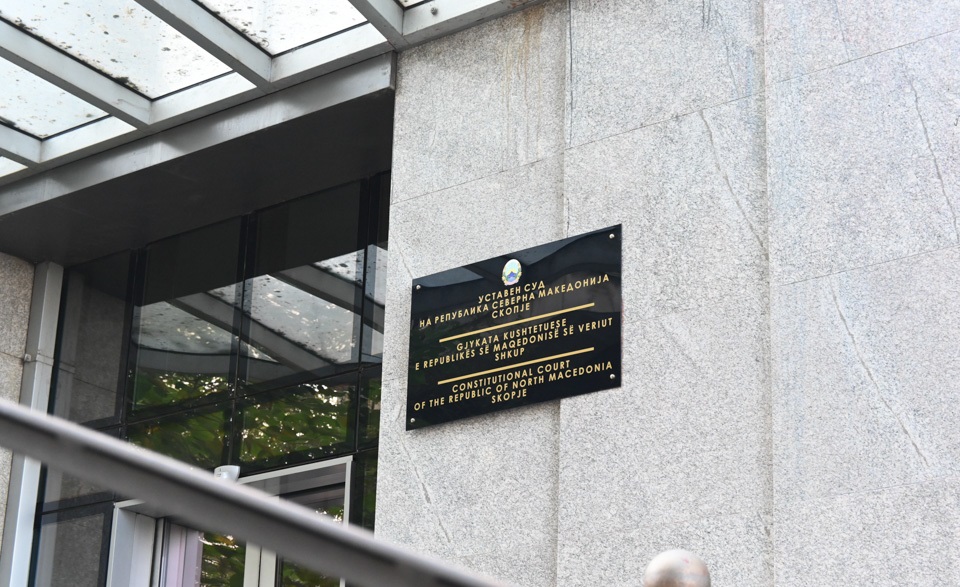 УСТАВЕН СУД
НА РЕПУБЛИКА СЕВЕРНА МАКЕДОНИЈА
СКОПЈЕ
GJYKATA KUSHTETUESE
E REPUBLIKËS SË MAQEDONISË SË VERIUT
SHKUP
CONSTITUTIONAL COURT
OF THE REPUBLIC OF NORTH MACEDONIA
SKOPJE